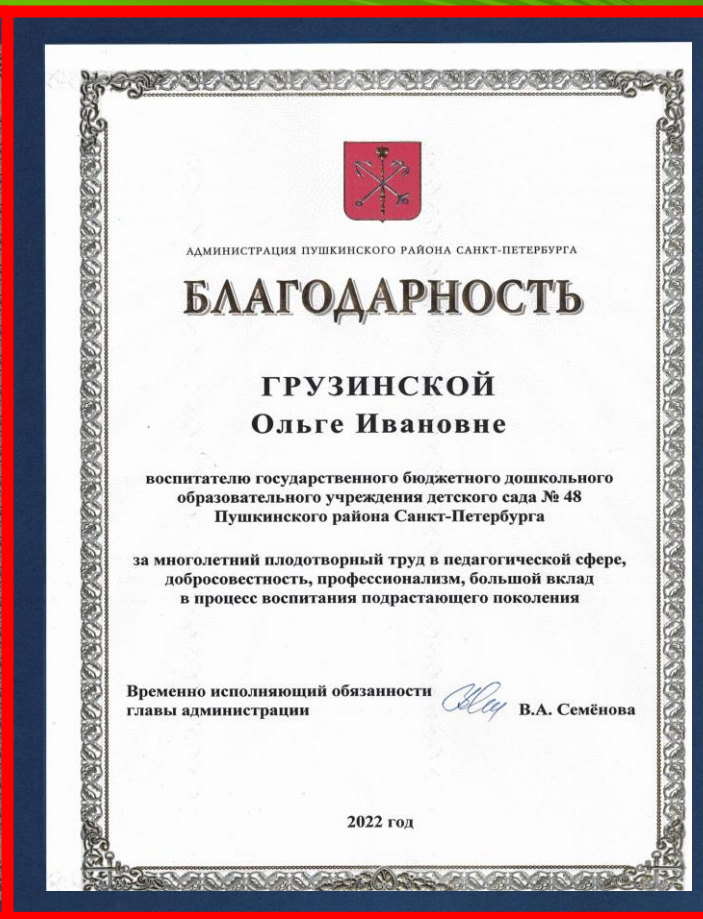 АДМИНИСТРАЦИЯ ПУШКИНСКОГО РАЙОНА САНКТ-ПЕТЕРБУРГА
БЛАГОДАРНОСТЬ
ГРУЗИНСКОЙ
Ольге Ивановне
воспитателю государственного бюджетного дошкольного
образовательного учреждения детского сада № 48
Пушкинского района Санкт-Петербурга
за многолетний плодотворный труд в педагогической сфере,
добросовестность, профессионализм, большой вклад
в процесс воспитания подрастающего поколения
Временно исполняющий обязанности
главы администрации
В.А. Семёнова
2022 год